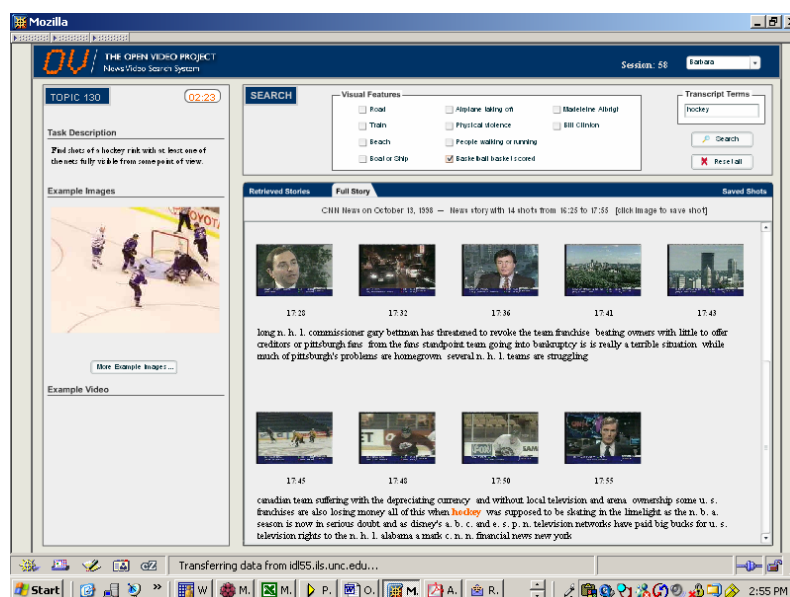 Mozilla
OV
THE OPEN VIDEO PROJECT
News Video Search System
Session: 58
Barbara
TOPIC 130
02:23
Task Description
Find shots of a hockey rink with at least one of
the nets fully visible from some point of view.
Example Images
More Example Images...
Example Video
SEARCH
Visual Features
Road
Airplane taking off
Madeleine Albrigt
Train
Physical violence
Bill Clinton
Beach
People walking or running
Boat or Ship
Basketball basket scored
Transcript Terms
hockey
Search
Reset all
Retrieved Stories
Full Story
Saved Shots
CNN News on October 13, 1998 — News story with 14 shots from 16:25 to 17:55 [click image to save shot]
17:28
17:32
17:36
17:41
17:43
long n. h. l. commissioner gary bettman has threatened to revoke the team franchise beating owners with little to offer
creditors or pittsburgh fans from the fans standpoint team going into bankruptcy is is really a terrible situation while
much of pittsburgh's problems are homegrown several n. h. l. teams are struggling
17:45
17:48
17:50
17:55
canadian team suffering with the depreciating currency and without local television and arena ownership some u. s.
franchises are also losing money all of this when hockey was supposed to be skating in the limelight as the n. b. a.
season is now in serious doubt and as disney's a. b. c. and e. s. p. n. television networks have paid big bucks for u. s.
television rights to the n. h. l. alabama a mark c. n. n. financial news new york
Transferring data from idl55.ils.unc.edu...
Start
W
M.
M.
P.
O.
M.
A.
R.
2:55 PM